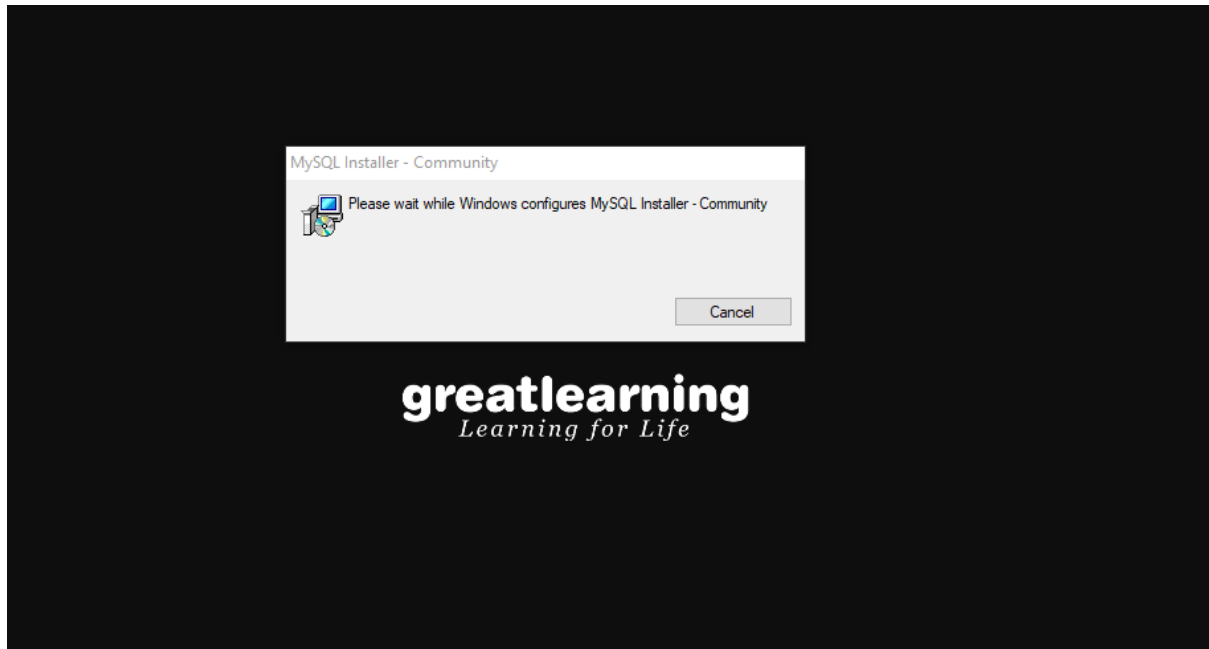 MySQL Installer - Community
Please wait while Windows configures MySQL Installer - Community
Cancel
greatlearning
Learning for Life